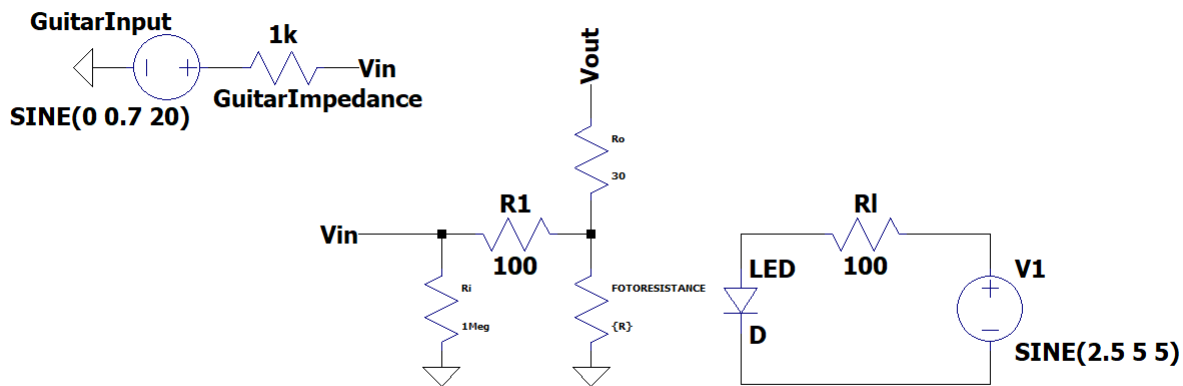 GuitarInput
1k
Vin
GuitarImpedance
SINE(0 0.7 20)
Vout
Ro
30
R1
Vin
100
Ri
1Meg
FOTORESISTANCE
{R}
Rl
LED
100
V1
D
SINE(2.5 5 5)